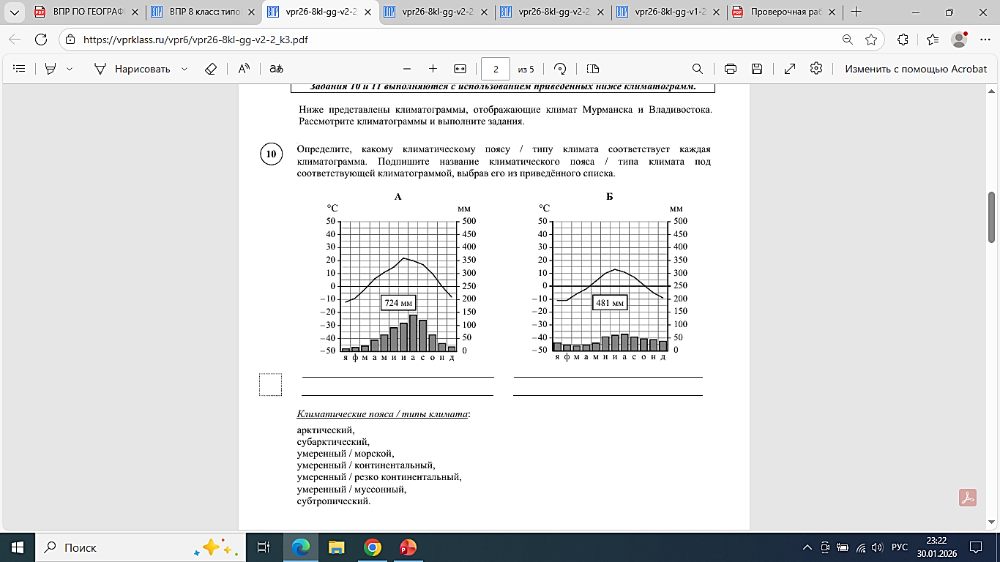 ВПР ПО ГЕОГРАФ
ВПР 8 класс: типо
vpr26-8kl-gg-v2-2
vpr26-8kl-gg-v2-2
vpr26-8kl-gg-v2-2
vpr26-8kl-gg-v1-2
Проверочная раб
https://vprklass.ru/vpr6/vpr26-8kl-gg-v2-2_k3.pdf
Нарисовать
2 из 5
Изменить с помощью Acrobat
Задания 10 и 11 выполняются с использованием приведённых ниже климатограмм.
Ниже представлены климатограммы, отображающие климат Мурманска и Владивостока.
Рассмотрите климатограммы и выполните задания.
10
Определите, какому климатическому поясу / типу климата соответствует каждая
климатограмма. Подпишите название климатического пояса / типа климата под
соответствующей климатограммой, выбрав его из приведённого списка.
А
°C мм
50 500
40 450
30 400
20 350
10 300
0 250
–10 200
–20 150
–30 100
–40 50
–50 0
724 мм
я ф м а м и и а с о н д
Б
°C мм
50 500
40 450
30 400
20 350
10 300
0 250
–10 200
–20 150
–30 100
–40 50
–50 0
481 мм
я ф м а м и и а с о н д
Климатические пояса / типы климата:
арктический,
субарктический,
умеренный / морской,
умеренный / континентальный,
умеренный / резко континентальный,
умеренный / муссонный,
субтропический.
Поиск
РУС
23:22
30.01.2026